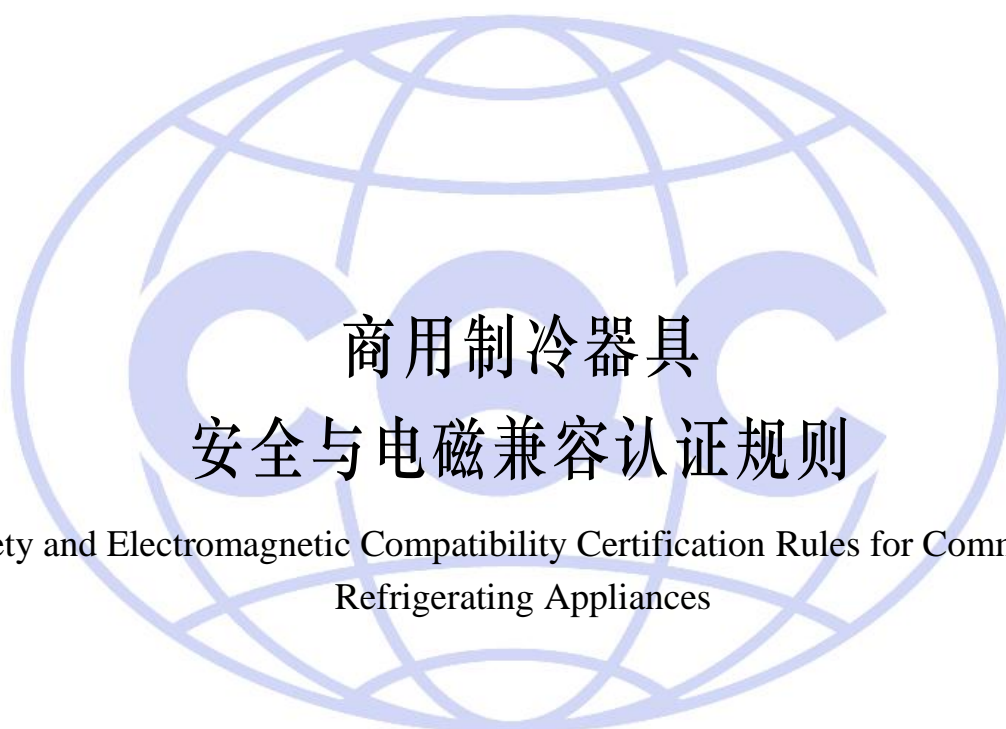 cqc
商用制冷器具
安全与电磁兼容认证规则
ety and Electromagnetic Compatibility Certification Rules for Comm
Refrigerating Appliances